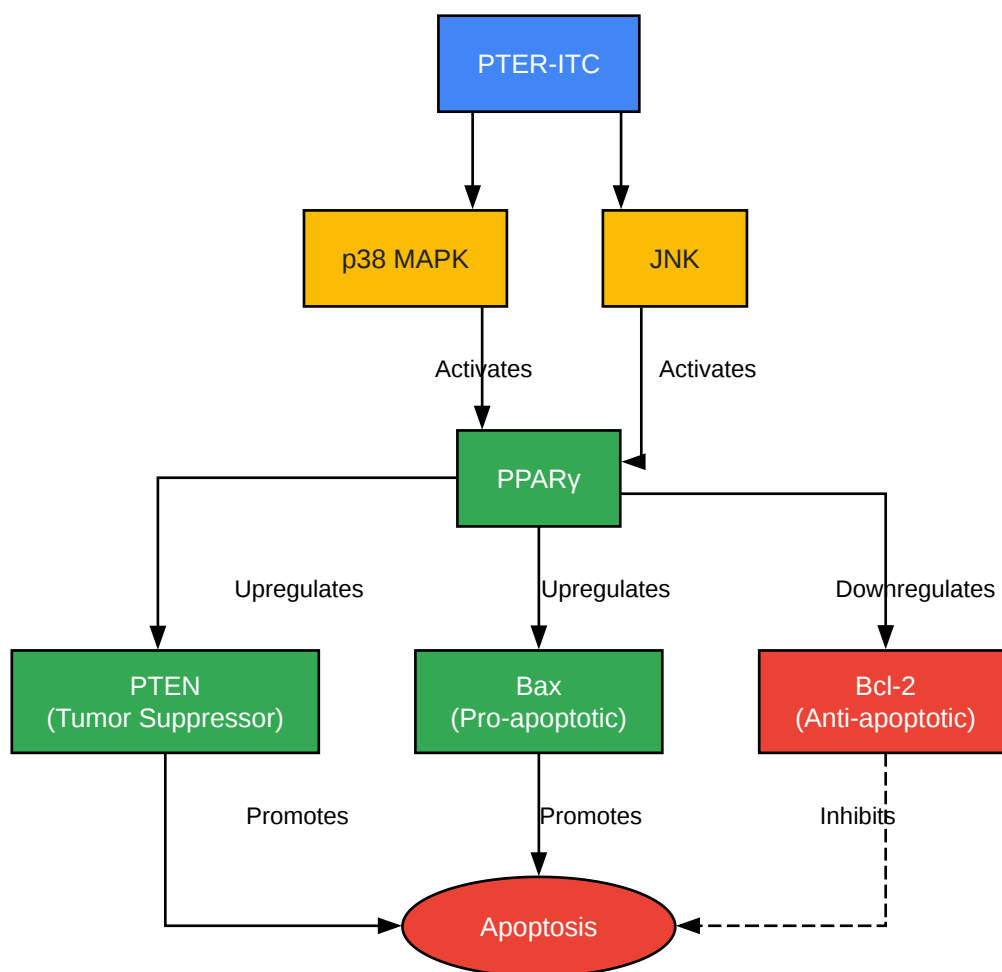 PTER-ITC
p38 MAPK
JNK
Activates
Activates
PPARγ
Upregulates
Upregulates
Downregulates
PTEN
(Tumor Suppressor)
Bax
(Pro-apoptotic)
Bcl-2
(Anti-apoptotic)
Promotes
Promotes
Inhibits
Apoptosis